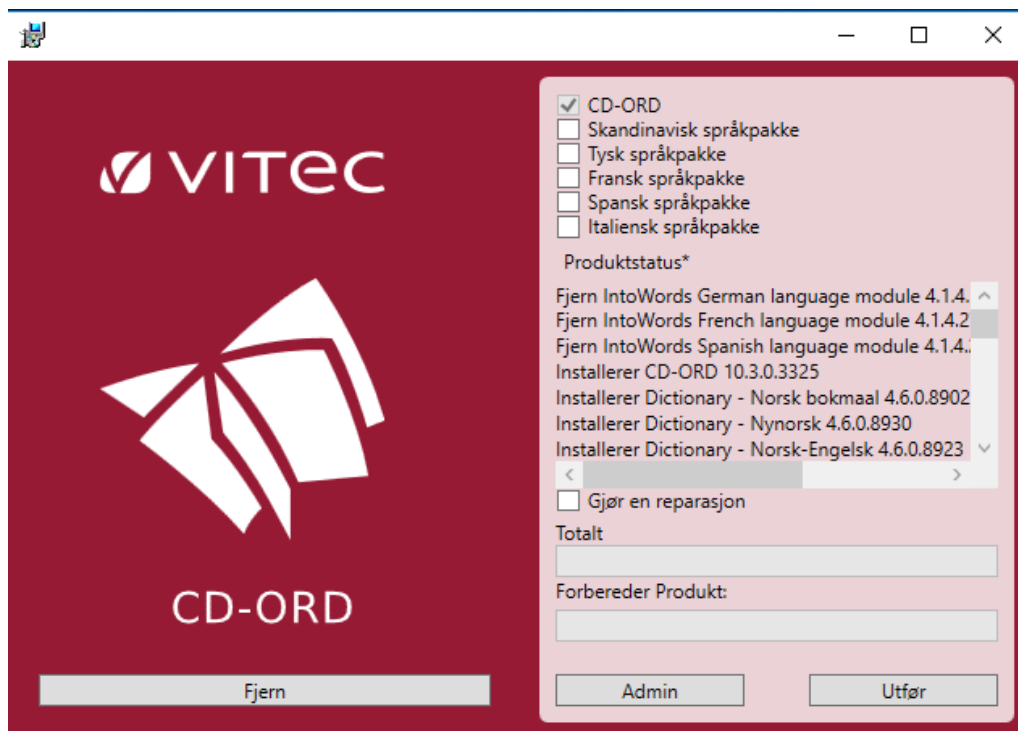 VITEC
CD-ORD
Fjern
CD-ORD
Skandinavisk språkpakke
Tysk språkpakke
Fransk språkpakke
Spansk språkpakke
Italiensk språkpakke
Produktstatus*
Fjern IntoWords German language module 4.1.4.
Fjern IntoWords French language module 4.1.4.2
Fjern IntoWords Spanish language module 4.1.4.
Installerer CD-ORD 10.3.0.3325
Installerer Dictionary - Norsk bokmaal 4.6.0.8902
Installerer Dictionary - Nynorsk 4.6.0.8930
Installerer Dictionary - Norsk-Engelsk 4.6.0.8923
Gjør en reparasjon
Totalt
Forbereder Produkt:
Admin
Utfør